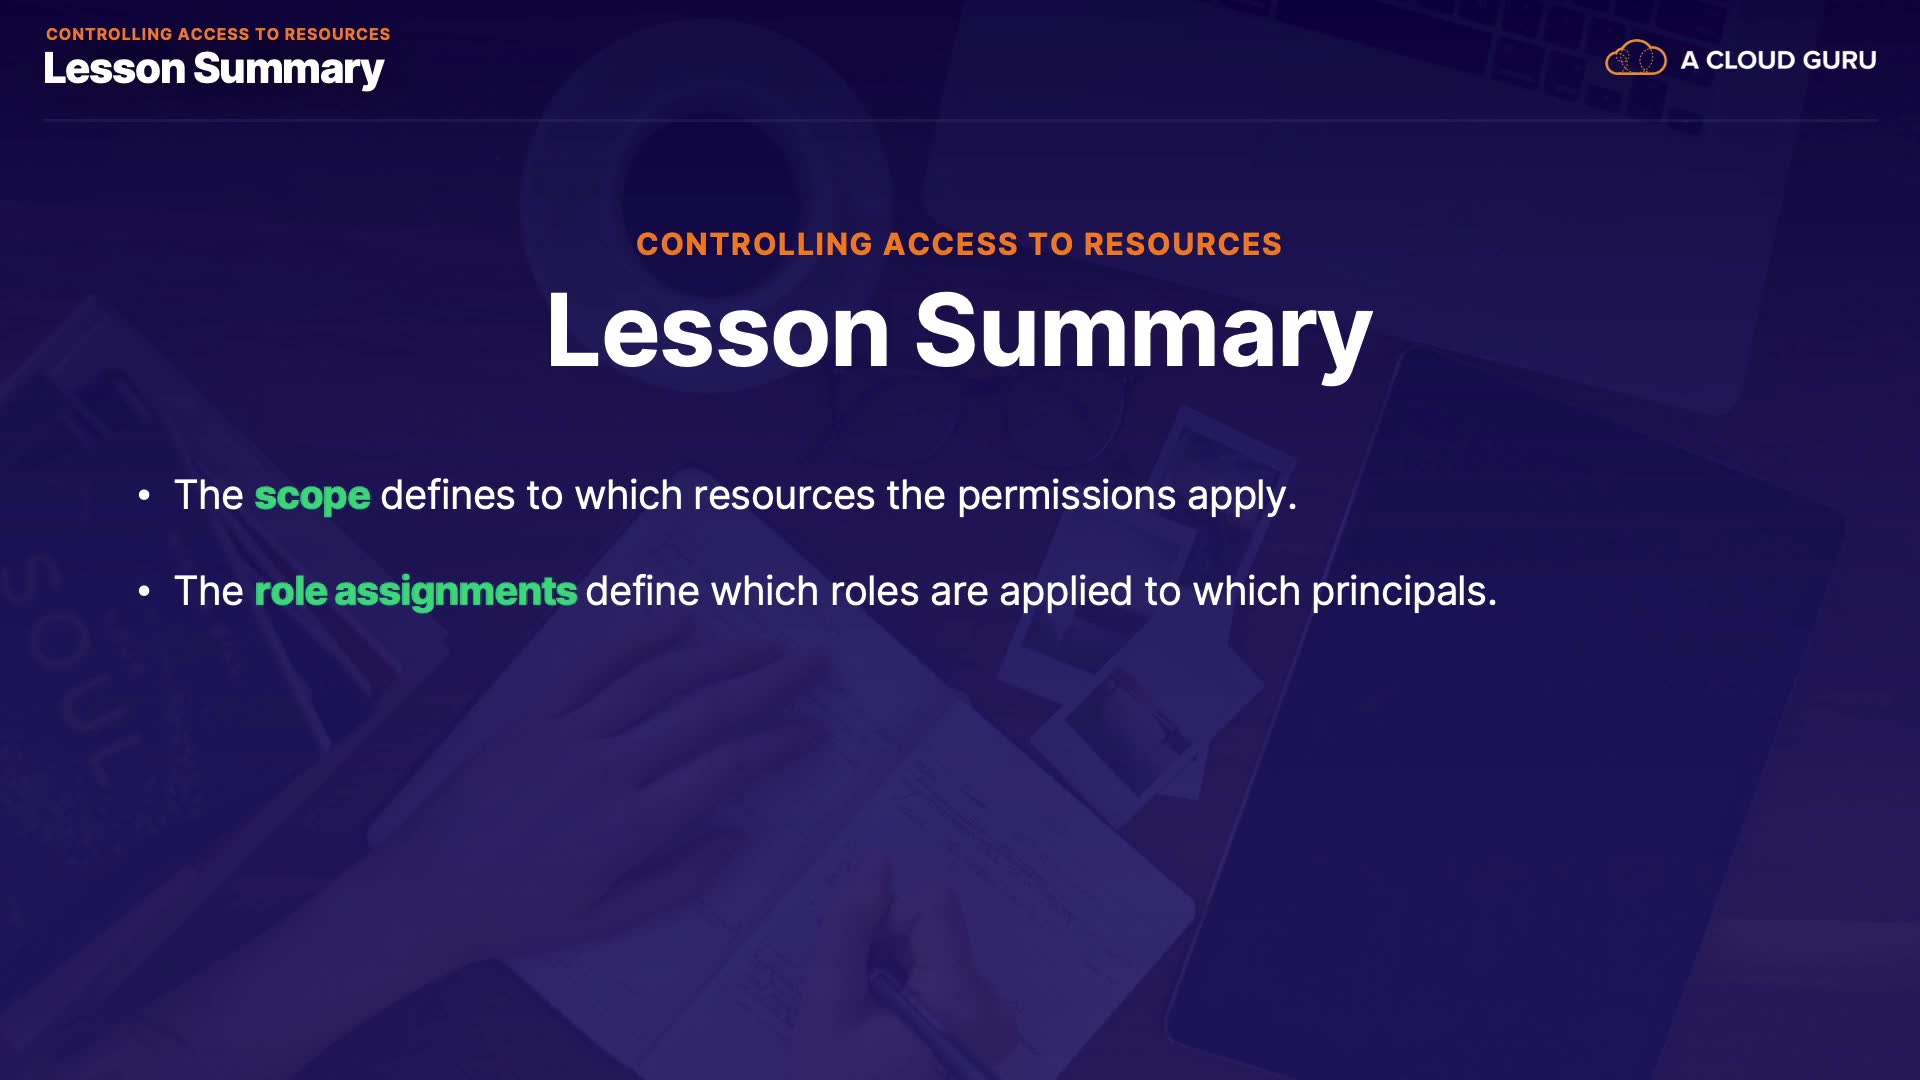 CONTROLLING ACCESS TO RESOURCES
Lesson Summary
A CLOUD GURU
CONTROLLING ACCESS TO RESOURCES
Lesson Summary
• The scope defines to which resources the permissions apply.
• The role assignments define which roles are applied to which principals.
SOUL